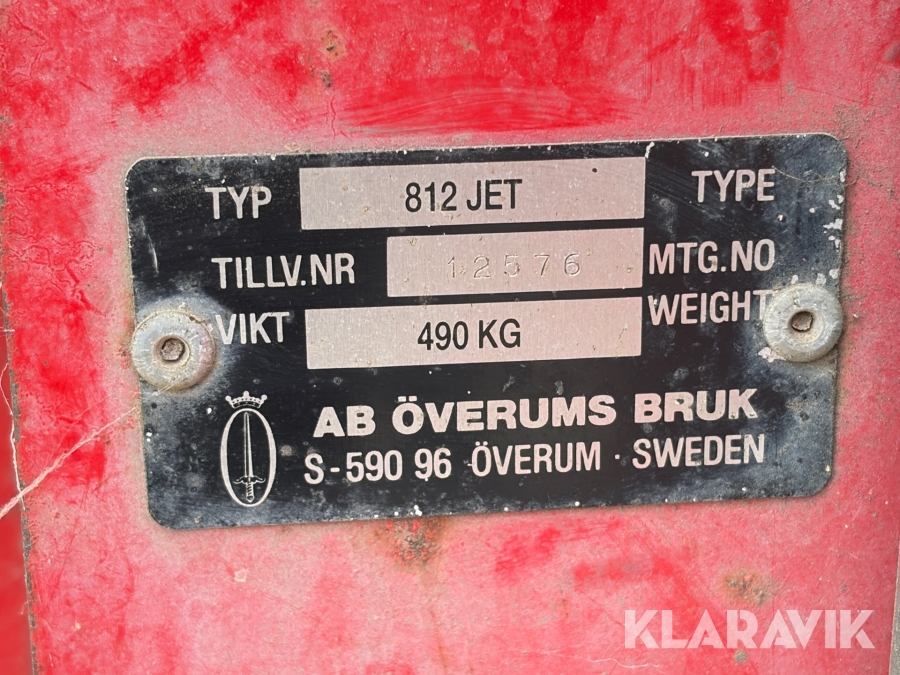 TYP 812 JET TYPE
TILLV.NR 12576 MTG.NO
VIKT 490 KG WEIGHT
AB ÖVERUMS BRUK
S-590 96 ÖVERUM · SWEDEN
KLARAVIK